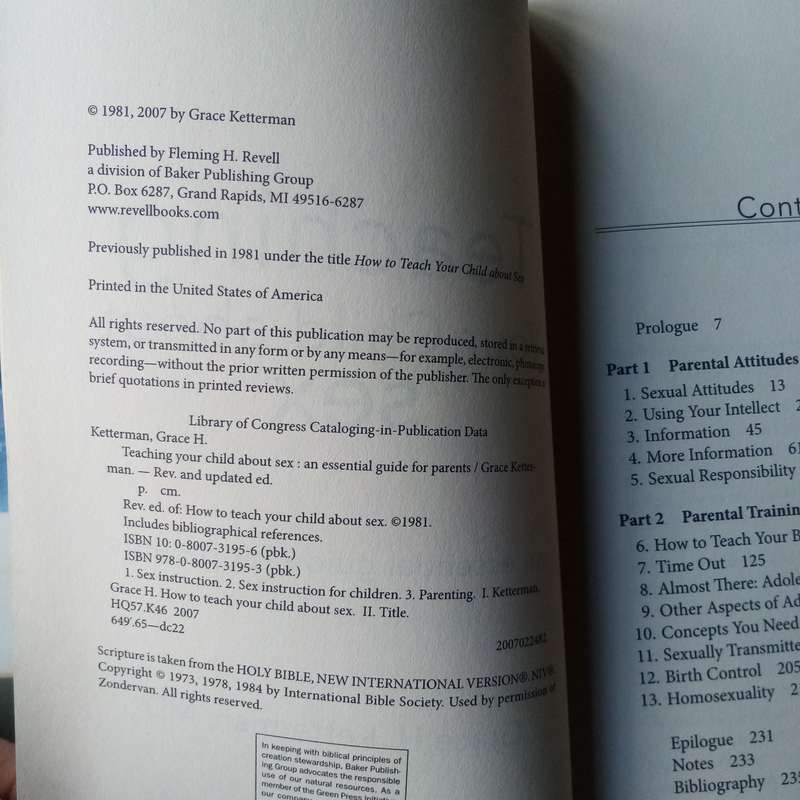 © 1981, 2007 by Grace Ketterman
Published by Fleming H. Revell
a division of Baker Publishing Group
P.O. Box 6287, Grand Rapids, MI 49516-6287
www.revellbooks.com
Previously published in 1981 under the title How to Teach Your Child about Sex
Printed in the United States of America
All rights reserved. No part of this publication may be reproduced, stored in a retrieval
system, or transmitted in any form or by any means—for example, electronic, photocopy,
recording—without the prior written permission of the publisher. The only exception is
brief quotations in printed reviews.
Library of Congress Cataloging-in-Publication Data
Ketterman, Grace H.
Teaching your child about sex : an essential guide for parents / Grace Ketter-
man. — Rev. and updated ed.
p. cm.
Rev. ed. of: How to teach your child about sex. ©1981.
Includes bibliographical references.
ISBN 10: 0-8007-3195-6 (pbk.)
ISBN 978-0-8007-3195-3 (pbk.)
1. Sex instruction. 2. Sex instruction for children. 3. Parenting. I. Ketterman,
Grace H. How to teach your child about sex. II. Title.
HQ57.K46 2007
649′.65—dc22
2007022482
Scripture is taken from the HOLY BIBLE, NEW INTERNATIONAL VERSION®. NIV®.
Copyright © 1973, 1978, 1984 by International Bible Society. Used by permission of
Zondervan. All rights reserved.
In keeping with biblical principles of
creation stewardship, Baker Publish-
ing Group advocates the responsible
use of our natural resources. As a
member of the Green Press Initiative,
our company
Cont
Prologue 7
Part 1 Parental Attitudes
1. Sexual Attitudes 13
2. Using Your Intellect 2
3. Information 45
4. More Information 61
5. Sexual Responsibility
Part 2 Parental Trainin
6. How to Teach Your B
7. Time Out 125
8. Almost There: Adole
9. Other Aspects of Ad
10. Concepts You Need
11. Sexually Transmitte
12. Birth Control 205
13. Homosexuality 2
Epilogue 231
Notes 233
Bibliography 235